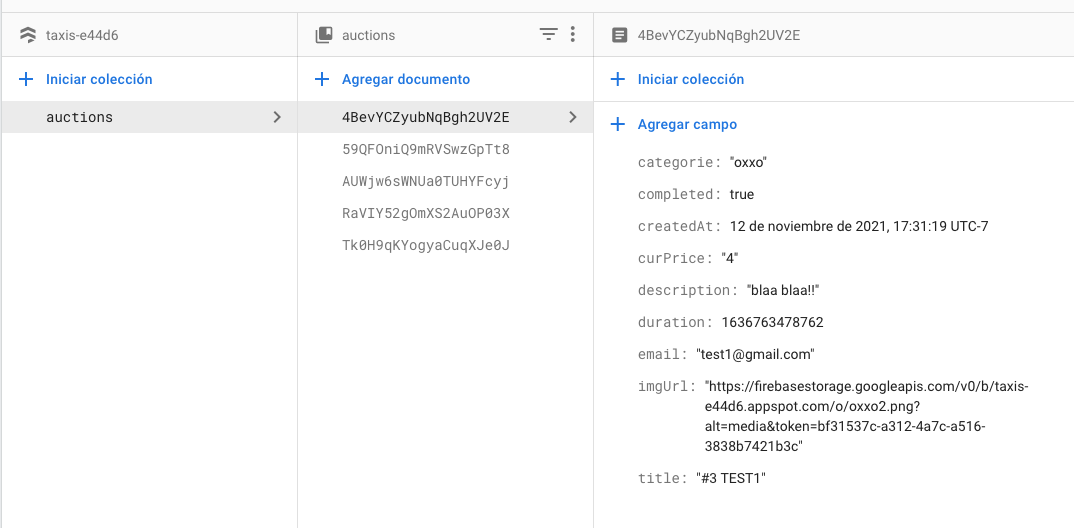 taxis-e44d6
auctions
4BevYCZyubNqBgh2UV2E
Iniciar colección
Agregar documento
Iniciar colección
auctions
4BevYCZyubNqBgh2UV2E
59QFOniQ9mRVSwzGpTt8
AUWjw6sWNUa0TUHYFcyj
RaVIY52gOmXS2AuOP03X
Tk0H9qKYogyaCuqXJe0J
Agregar campo
categorie: "oxxo"
completed: true
createdAt: 12 de noviembre de 2021, 17:31:19 UTC-7
curPrice: "4"
description: "blaa blaa!!"
duration: 1636763478762
email: "test1@gmail.com"
imgUrl: "https://firebasestorage.googleapis.com/v0/b/taxis-
e44d6.appspot.com/o/oxxo2.png?
alt=media&token=bf31537c-a312-4a7c-a516-
3838b7421b3c"
title: "#3 TEST1"